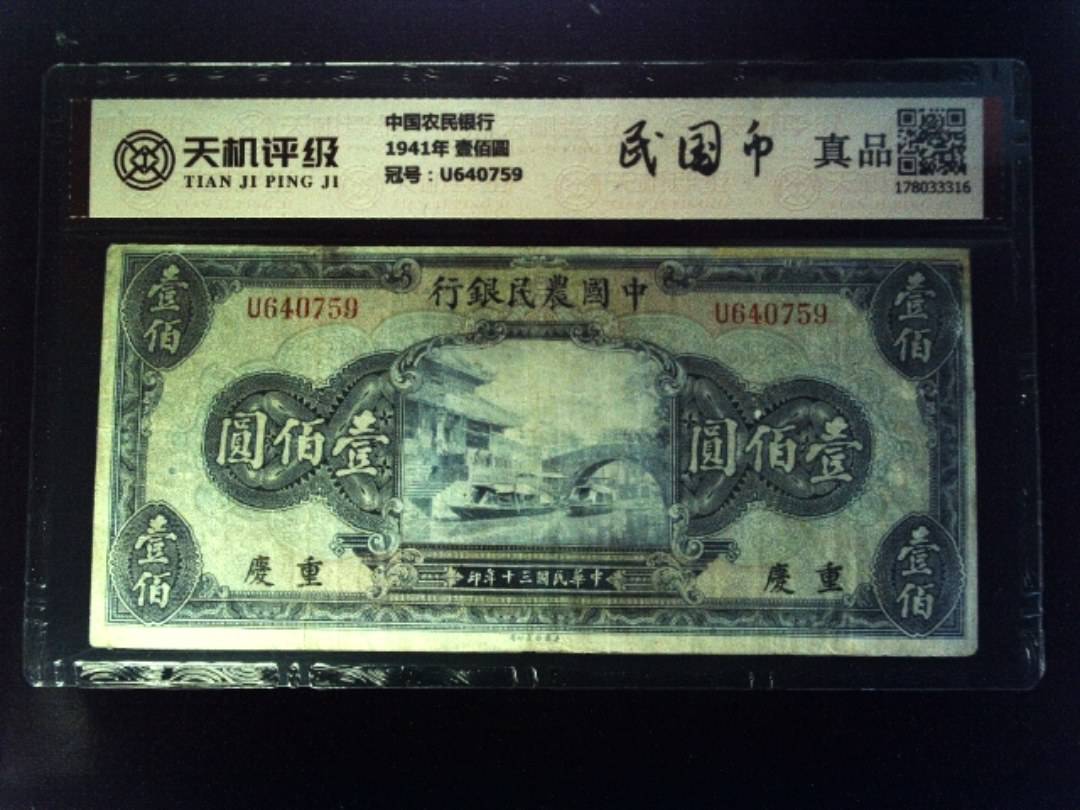 天机评级
TIAN JI PING JI
中国农民银行
1941年 壹佰圓
冠号：U640759
民国币
真品
178033316
行銀民農國中
U640759
U640759
壹佰
壹佰
圓佰壹
圓佰壹
壹佰
壹佰
慶重
慶重
印年十三國民華中